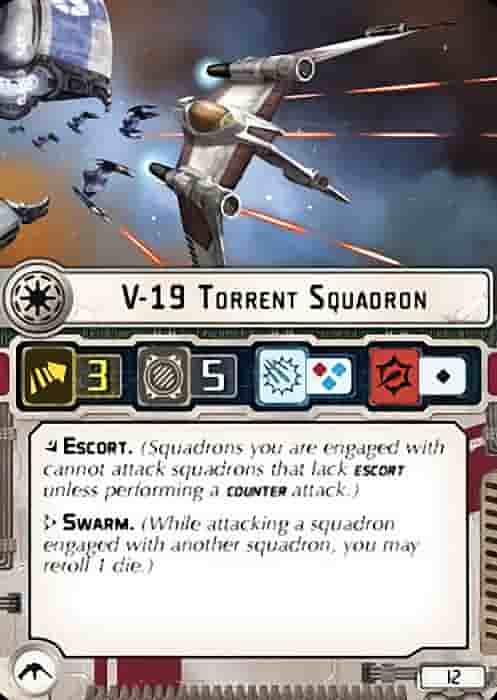 V-19 Torrent Squadron
3 5
Escort. (Squadrons you are engaged with
cannot attack squadrons that lack escort
unless performing a counter attack.)
Swarm. (While attacking a squadron
engaged with another squadron, you may
reroll 1 die.)
12